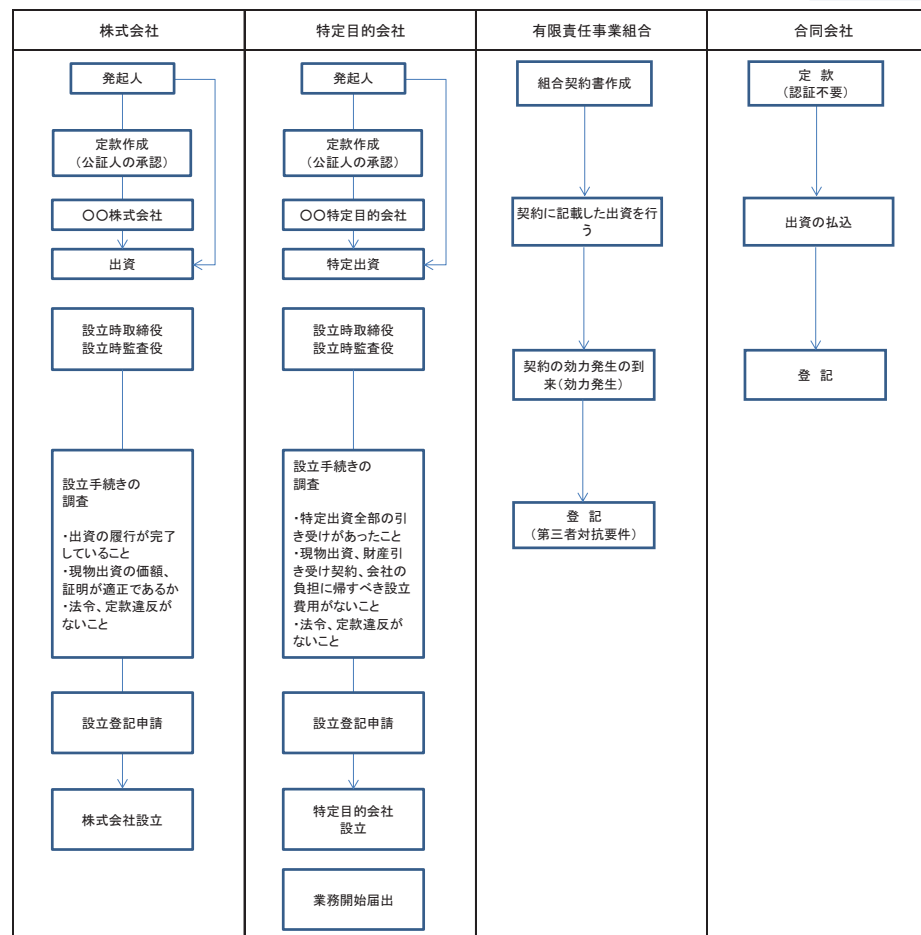 株式会社
発起人
定款作成
(公証人の承認)
〇〇株式会社
出資
設立時取締役
設立時監査役
設立手続きの
調査
・出資の履行が完了
していること
・現物出資の価額、
証明が適正であるか
・法令、定款違反が
ないこと
設立登記申請
株式会社設立
特定目的会社
発起人
定款作成
(公証人の承認)
〇〇特定目的会社
特定出資
設立時取締役
設立時監査役
設立手続きの
調査
・特定出資全部の引
き受けがあったこと
・現物出資、財産引
き受け契約、会社の
負担に帰すべき設立
費用がないこと
・法令、定款違反が
ないこと
設立登記申請
特定目的会社
設立
業務開始届出
有限責任事業組合
組合契約書作成
契約に記載した出資を行
う
契約の効力発生の到
来(効力発生)
登 記
(第三者対抗要件)
合同会社
定 款
(認証不要)
出資の払込
登 記